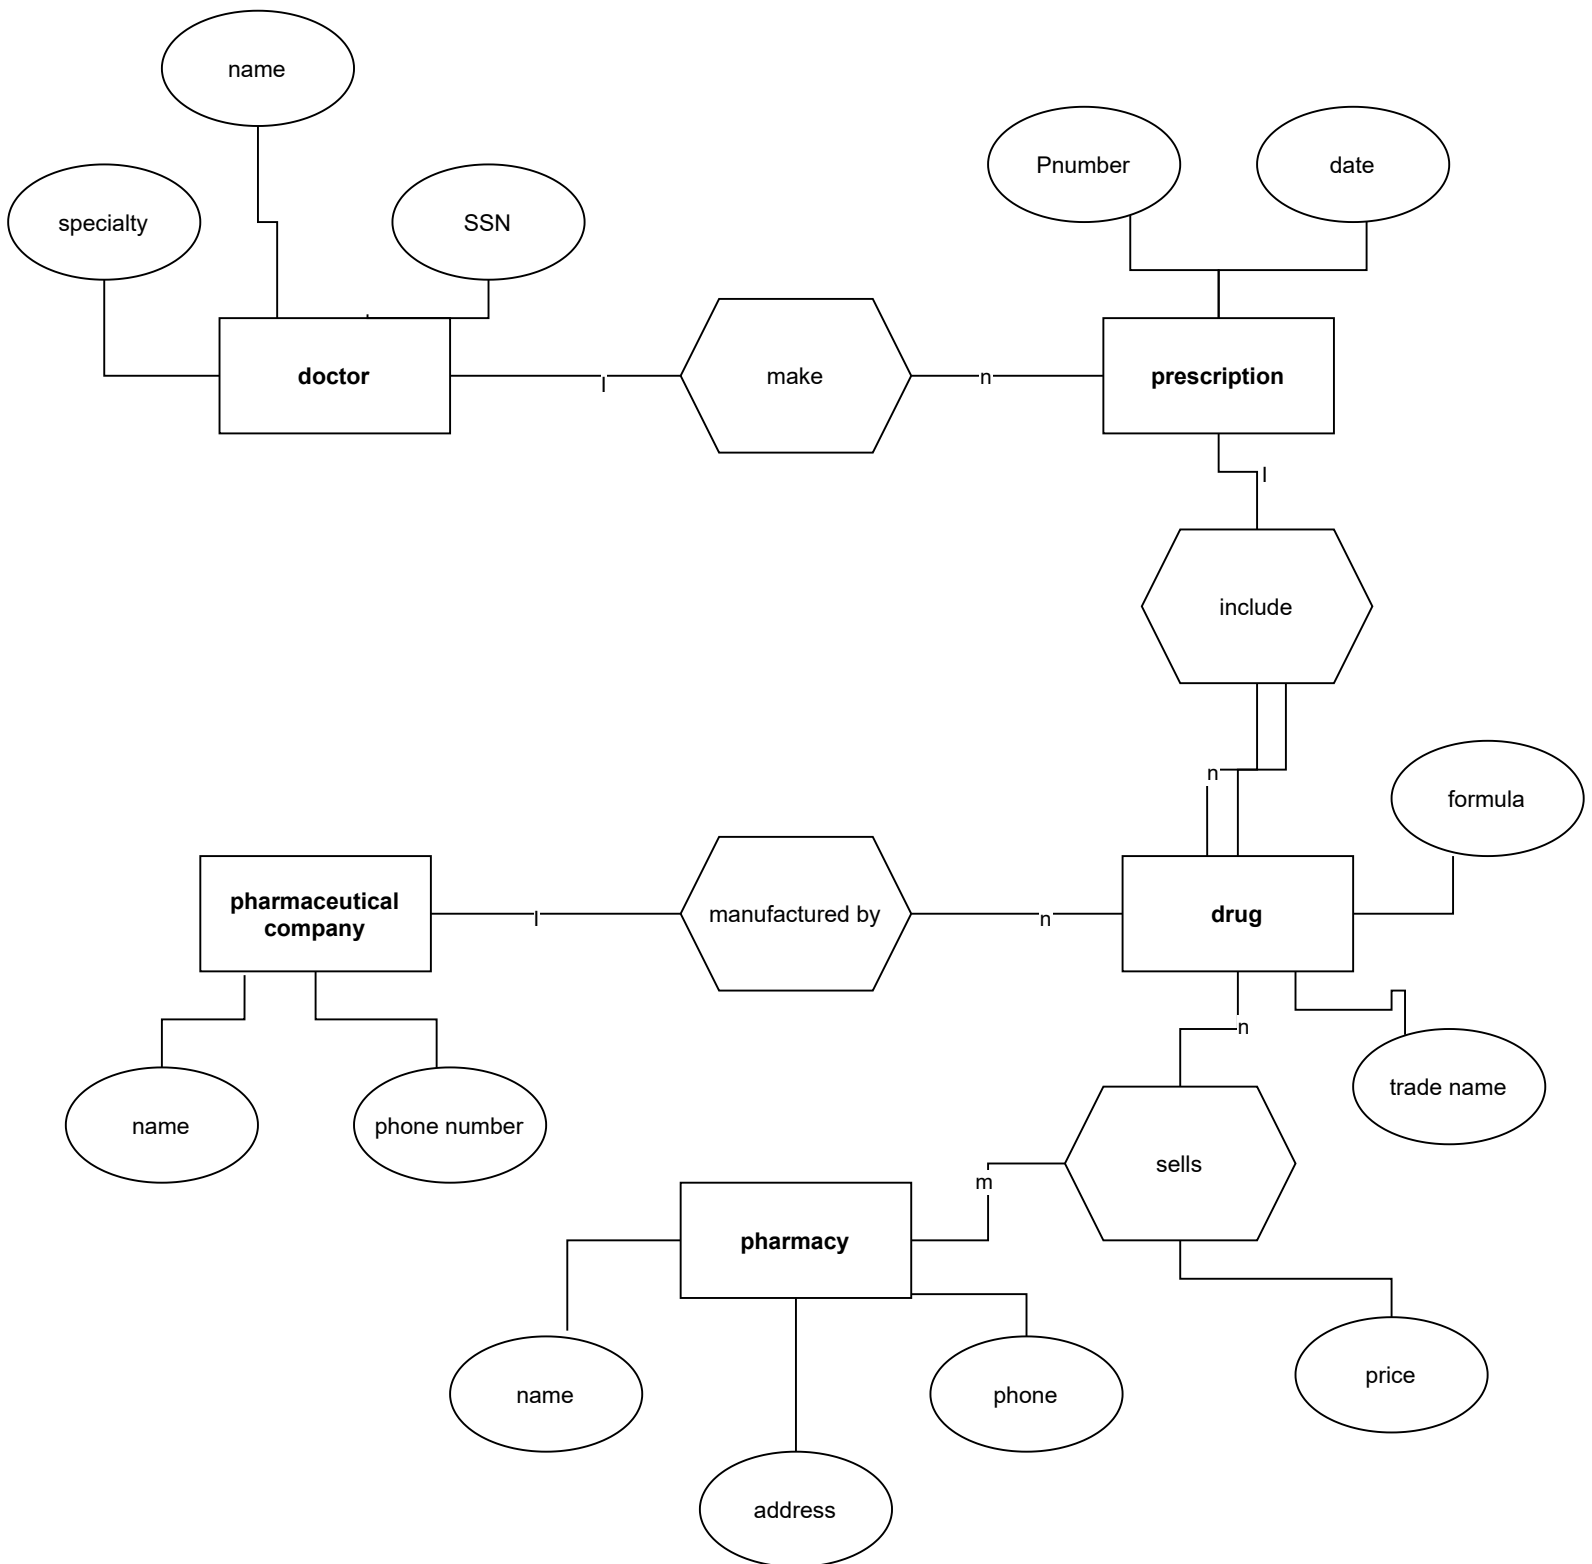 name
Pnumber
date
specialty
SSN
doctor
l
make
n
prescription
l
include
n
formula
pharmaceutical
company
l
manufactured by
n
drug
n
trade name
name
phone number
sells
m
pharmacy
price
name
phone
address